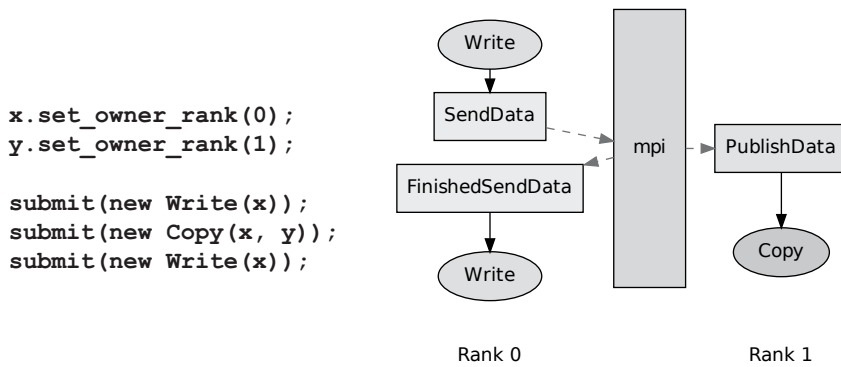 x.set_owner_rank(0);
y.set_owner_rank(1);
submit(new Write(x));
submit(new Copy(x, y));
submit(new Write(x));
Write
SendData
FinishedSendData
Write
mpi
PublishData
Copy
Rank 0
Rank 1